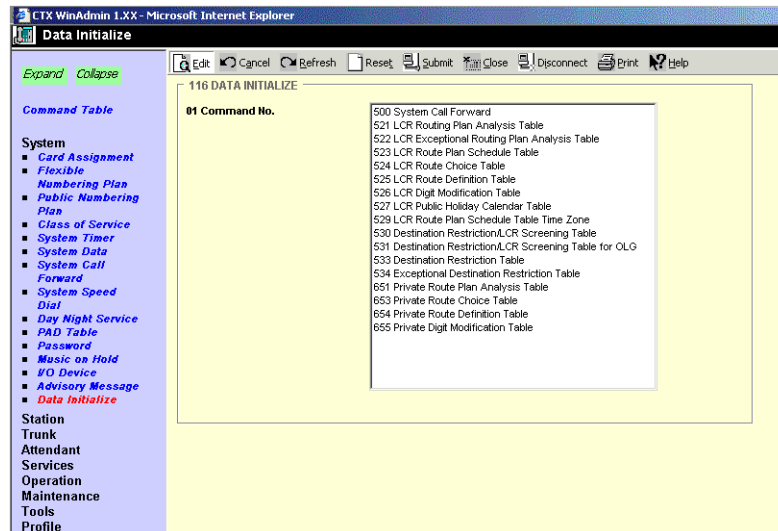 CTX WinAdmin 1.XX - Microsoft Internet Explorer
Data Initialize
Edit Cancel Refresh Reset Submit Close Disconnect Print Help
Expand Collapse
Command Table
System
Card Assignment
Flexible
Numbering Plan
Public Numbering
Plan
Class of Service
System Timer
System Data
System Call
Forward
System Speed
Dial
Day Night Service
PAD Table
Password
Music on Hold
I/O Device
Advisory Message
Data Initialize
Station
Trunk
Attendant
Services
Operation
Maintenance
Tools
Profile
116 DATA INITIALIZE
01 Command No.
500 System Call Forward
521 LCR Routing Plan Analysis Table
522 LCR Exceptional Routing Plan Analysis Table
523 LCR Route Plan Schedule Table
524 LCR Route Choice Table
525 LCR Route Definition Table
526 LCR Digit Modification Table
527 LCR Public Holiday Calendar Table
529 LCR Route Plan Schedule Table Time Zone
530 Destination Restriction/LCR Screening Table
531 Destination Restriction/LCR Screening Table for OLG
533 Destination Restriction Table
534 Exceptional Destination Restriction Table
651 Private Route Plan Analysis Table
653 Private Route Choice Table
654 Private Route Definition Table
655 Private Digit Modification Table